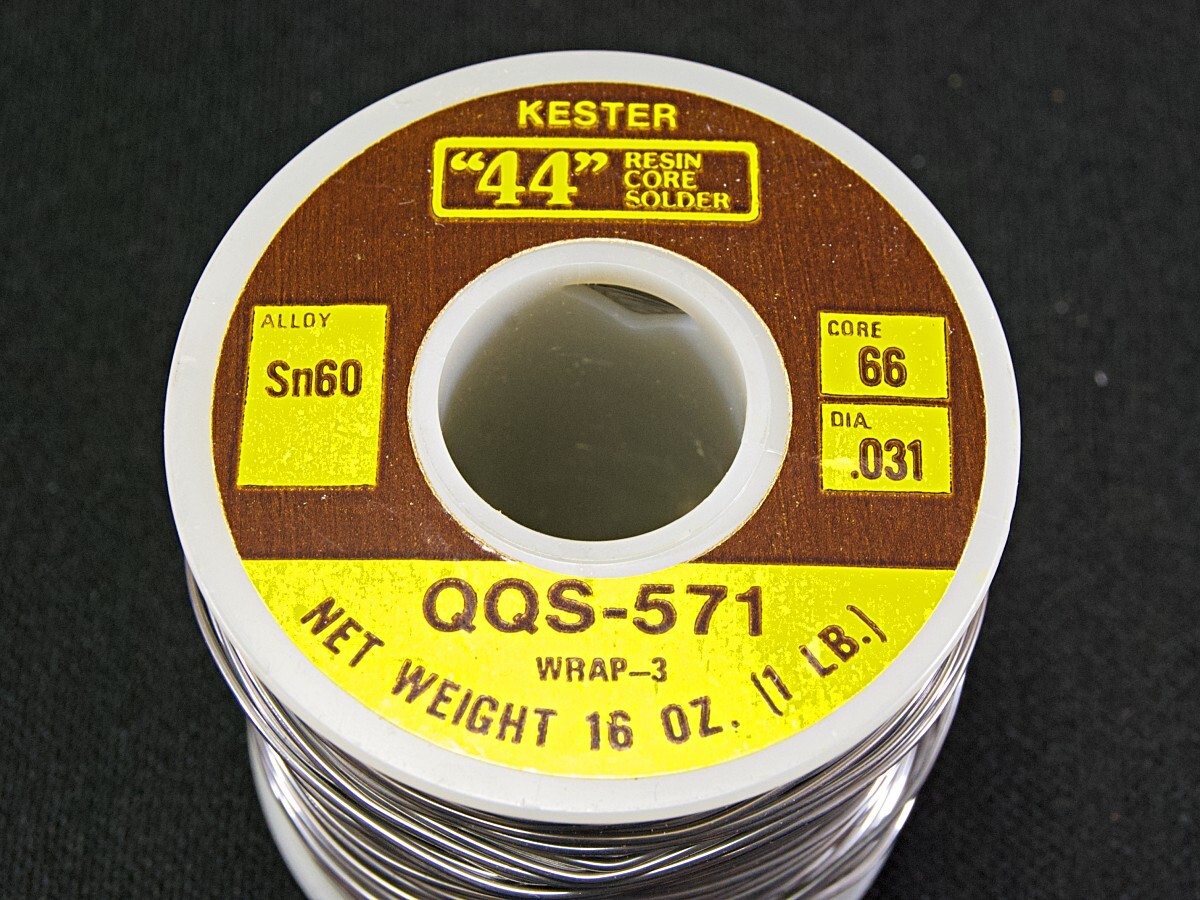 KESTER
“44”
RESIN
CORE
SOLDER
ALLOY
Sn60
CORE
66
DIA.
.031
QQS-571
WRAP-3
NET WEIGHT 16 OZ. (1 LB.)